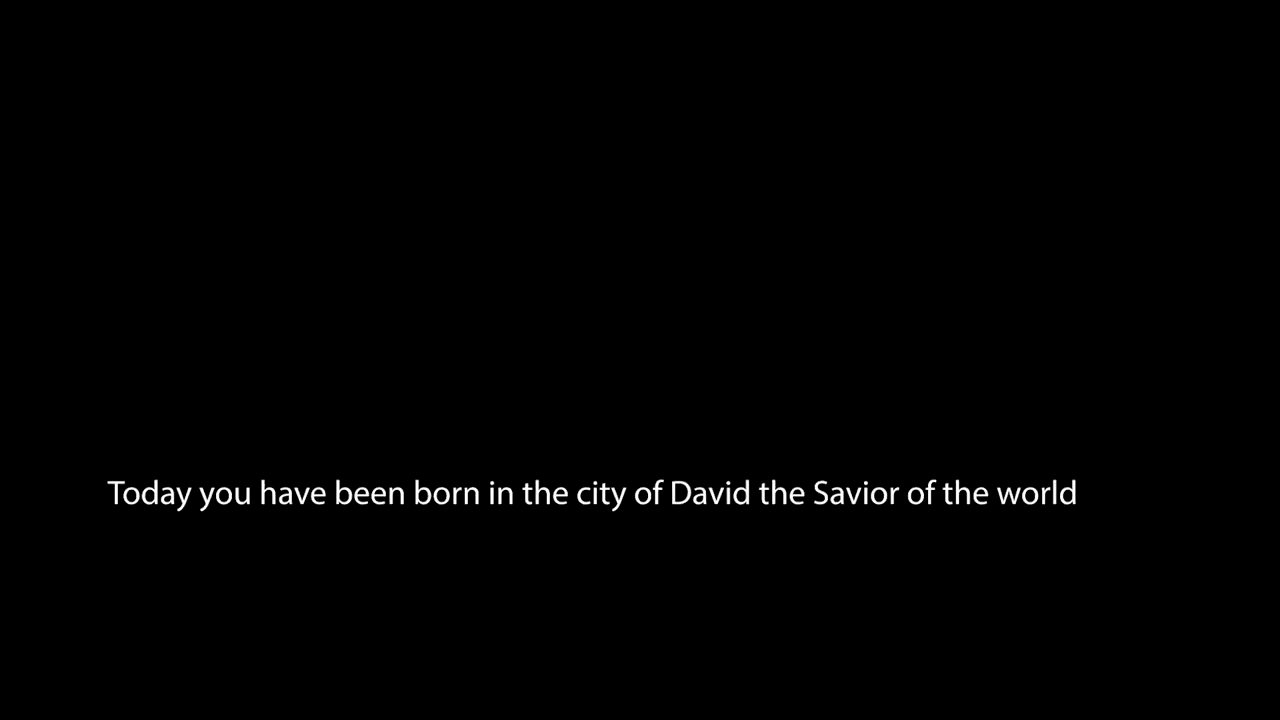 Today you have been born in the city of David the Savior of the world